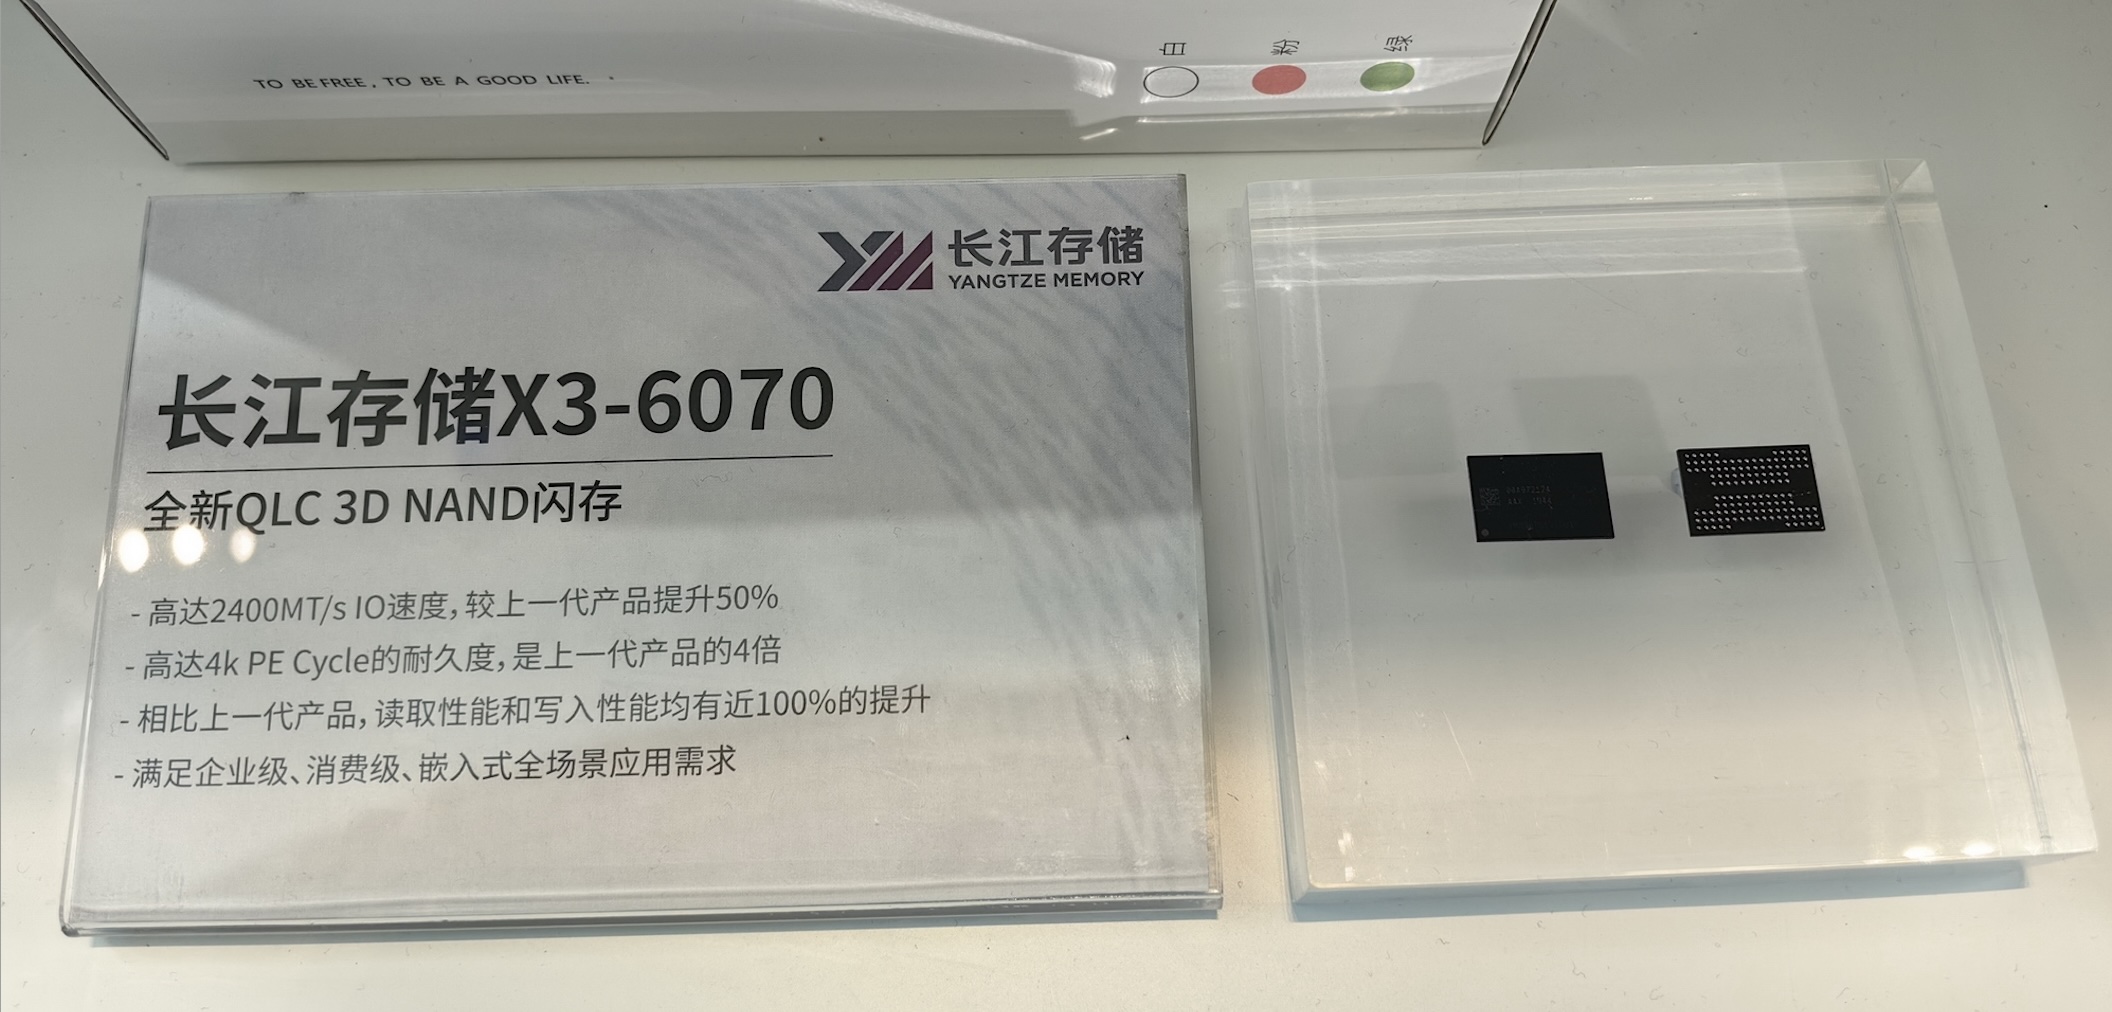 TO BE FREE, TO BE A GOOD LIFE.
白 粉 绿
长江存储
YANGTZE MEMORY
长江存储X3-6070
全新QLC 3D NAND闪存
- 高达2400MT/s IO速度，较上一代产品提升50%
- 高达4k PE Cycle的耐久度，是上一代产品的4倍
- 相比上一代产品，读取性能和写入性能均有近100%的提升
- 满足企业级、消费级、嵌入式全场景应用需求